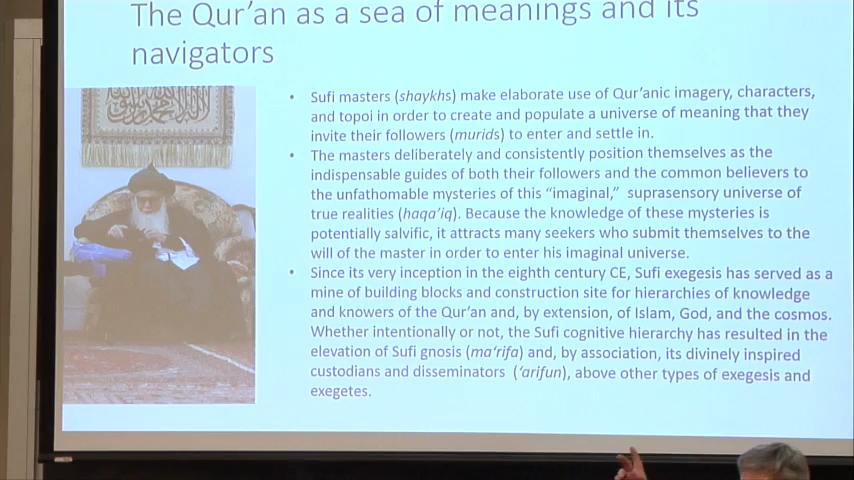 The Qur'an as a sea of meanings and its
navigators
• Sufi masters (shaykhs) make elaborate use of Qur'anic imagery, characters,
and topoi in order to create and populate a universe of meaning that they
invite their followers (murids) to enter and settle in.
• The masters deliberately and consistently position themselves as the
indispensable guides of both their followers and the common believers to
the unfathomable mysteries of this "imaginal," suprasensory universe of
true realities (haqa'iq). Because the knowledge of these mysteries is
potentially salvific, it attracts many seekers who submit themselves to the
will of the master in order to enter his imaginal universe.
• Since its very inception in the eighth century CE, Sufi exegesis has served as a
mine of building blocks and construction site for hierarchies of knowledge
and knowers of the Qur'an and, by extension, of Islam, God, and the cosmos.
Whether intentionally or not, the Sufi cognitive hierarchy has resulted in the
elevation of Sufi gnosis (ma'rifa) and, by association, its divinely inspired
custodians and disseminators ('arifun), above other types of exegesis and
exegetes.